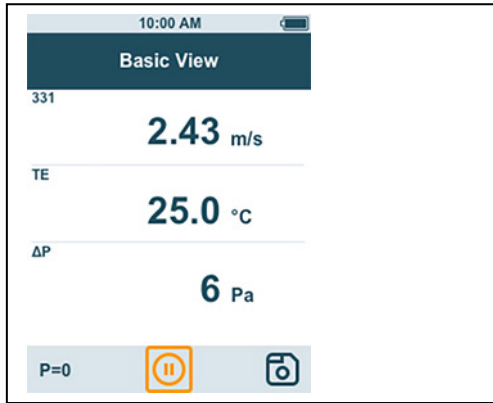 10:00 AM
Basic View
331
2.43 m/s
TE
25.0 °C
ΔP
6 Pa
P=0